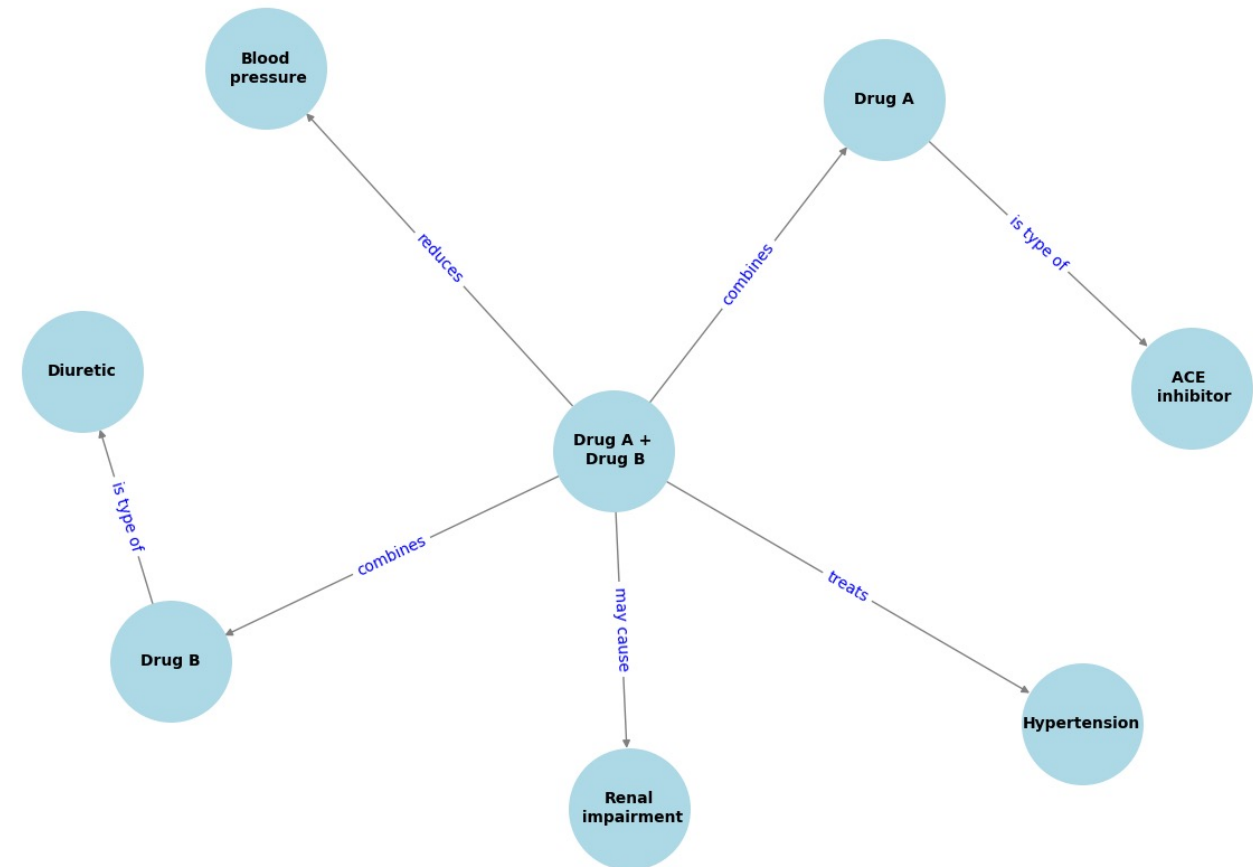 Blood
pressure
Drug A
reduces
combines
is type of
Diuretic
ACE
inhibitor
Drug A +
Drug B
is type of
combines
may cause
treats
Drug B
Hypertension
Renal
impairment